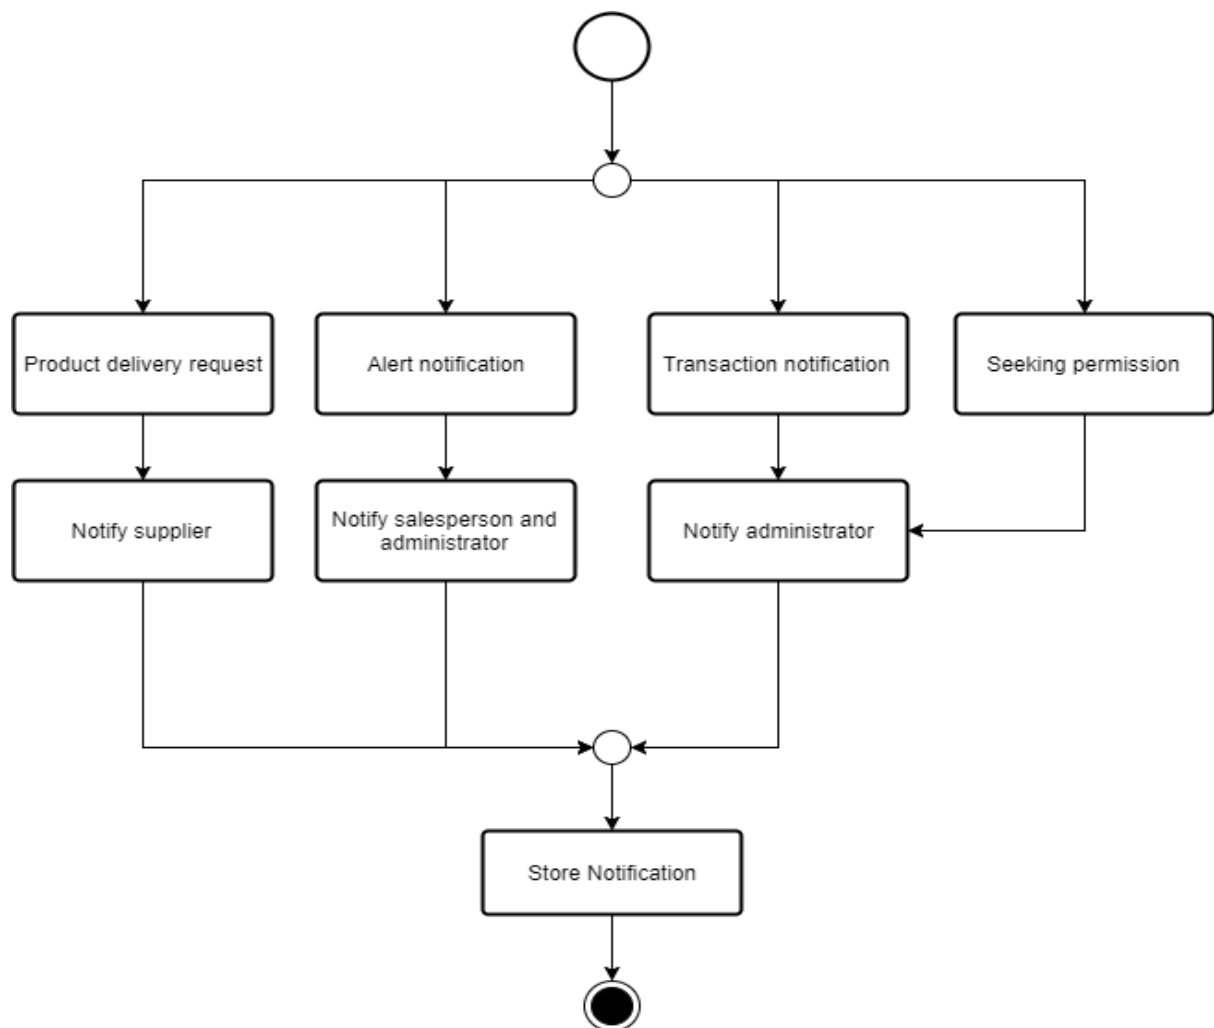 Product delivery request
Alert notification
Transaction notification
Seeking permission
Notify supplier
Notify salesperson and
administrator
Notify administrator
Store Notification